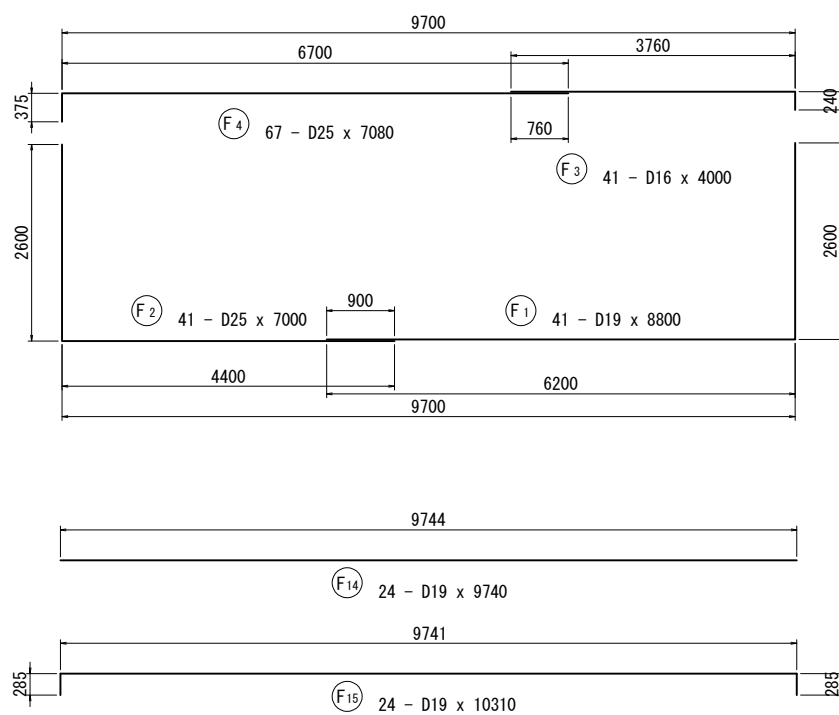 9700
6700
3760
375
240
F4 67 - D25 x 7080
760
F3 41 - D16 x 4000
2600
2600
F2 41 - D25 x 7000
900
F1 41 - D19 x 8800
4400
6200
9700
9744
F14 24 - D19 x 9740
9741
285
285
F15 24 - D19 x 10310